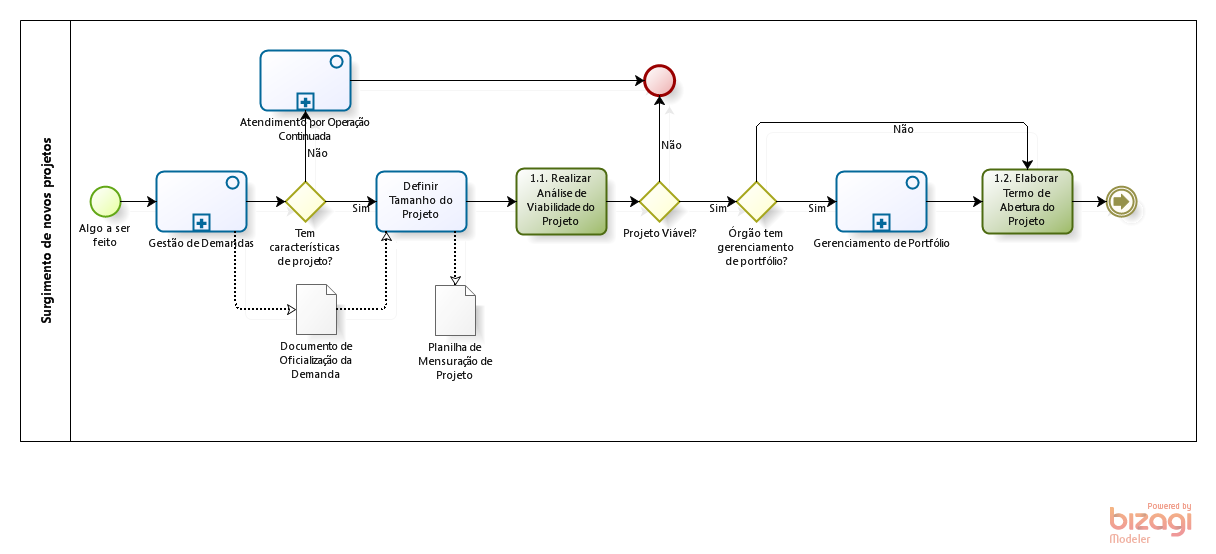 Surgimento de novos projetos
Atendimento por Operação
Continuada
Não
Não
Não
Algo a ser
feito
Gestão de Demandas
Tem
características
de projeto?
Sim
Definir
Tamanho do
Projeto
1.1. Realizar
Análise de
Viabilidade do
Projeto
Projeto Viável?
Sim
Órgão tem
gerenciamento
de portfólio?
Sim
Gerenciamento de Portfólio
1.2. Elaborar
Termo de
Abertura do
Projeto
Documento de
Oficialização da
Demanda
Planilha de
Mensuração de
Projeto
Powered by
bizagi
Modeler